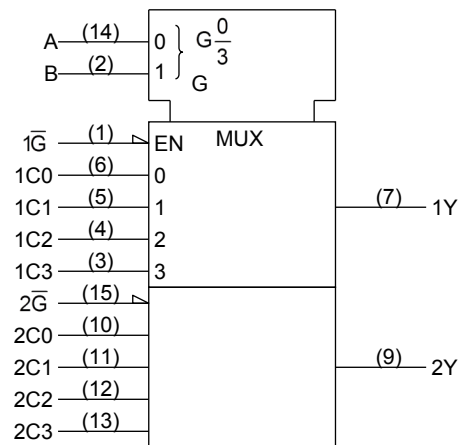 A (14) 0 G 0/3
B (2) 1 G
1G̅ (1) EN MUX
1C0 (6) 0
1C1 (5) 1 (7) 1Y
1C2 (4) 2
1C3 (3) 3
2G̅ (15)
2C0 (10)
2C1 (11) (9) 2Y
2C2 (12)
2C3 (13)